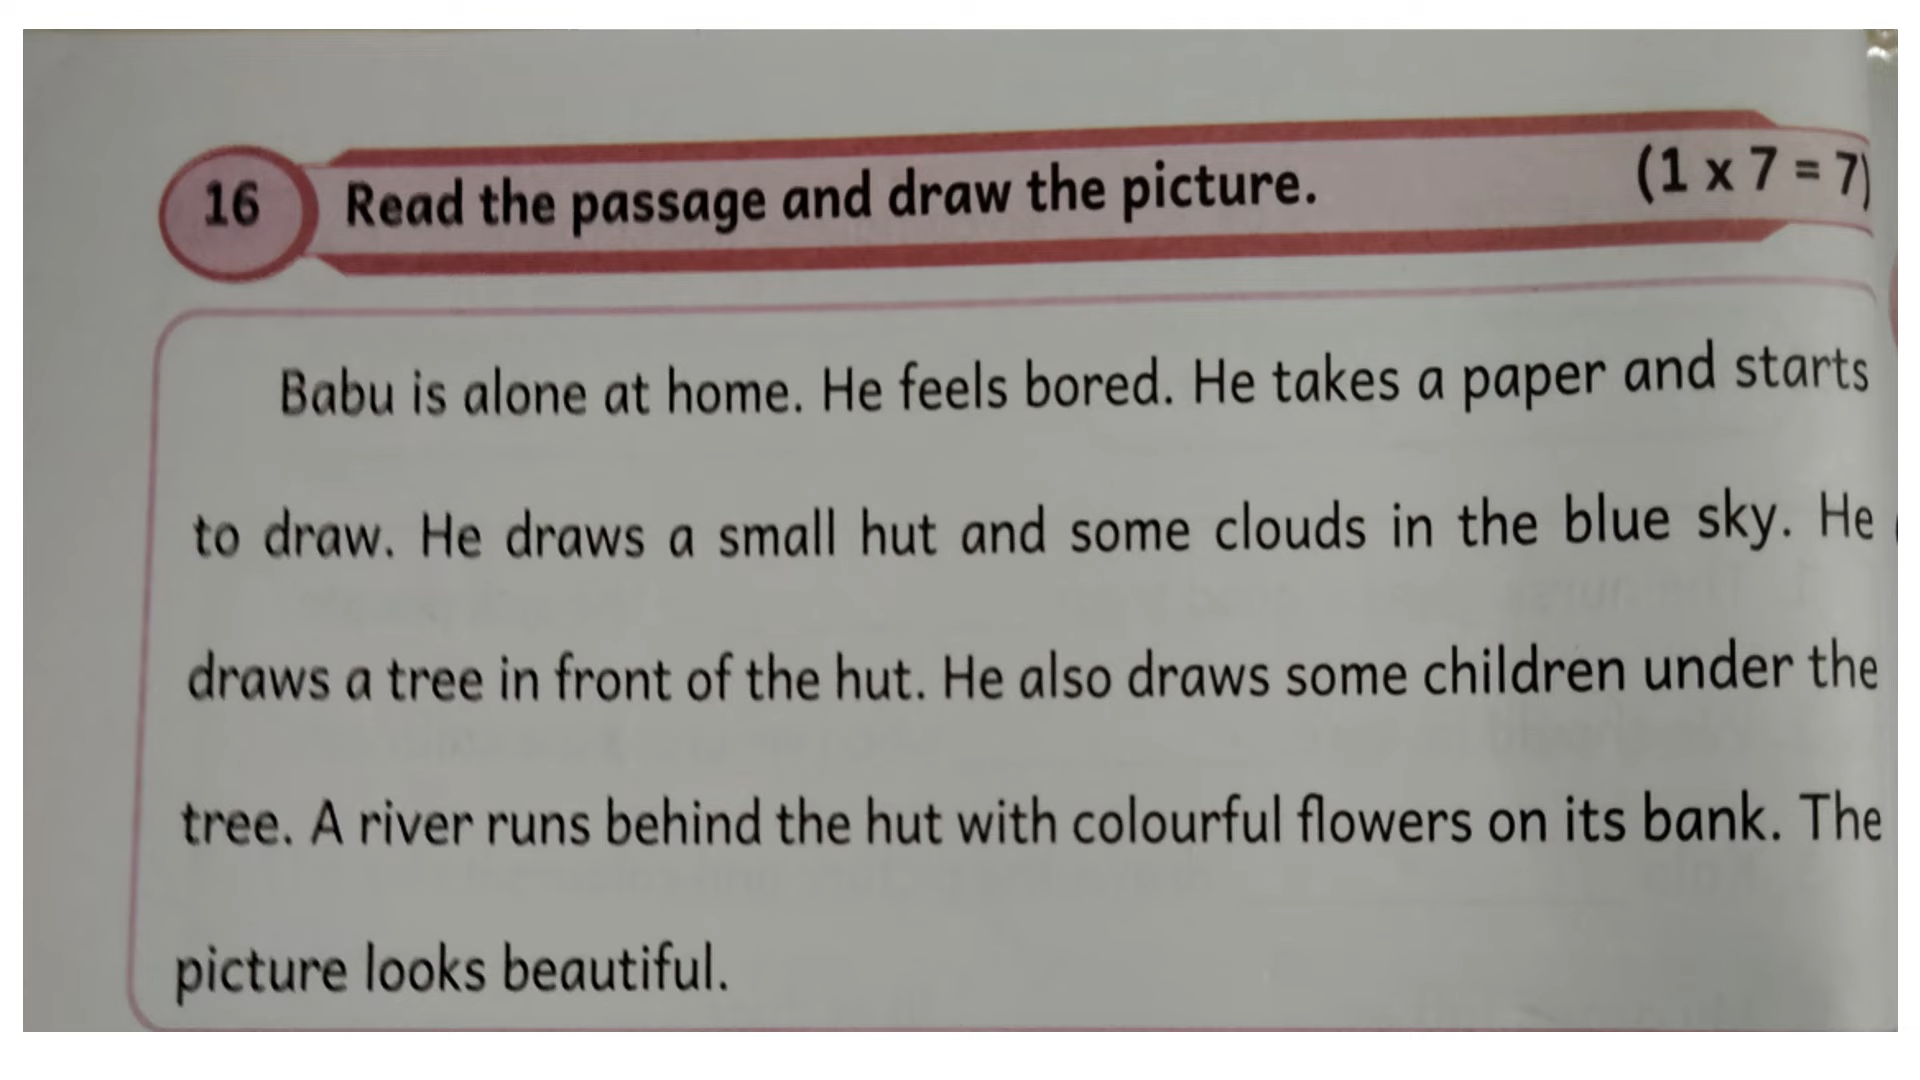 16 Read the passage and draw the picture. (1 x 7 = 7)
Babu is alone at home. He feels bored. He takes a paper and starts
to draw. He draws a small hut and some clouds in the blue sky. He
draws a tree in front of the hut. He also draws some children under the
tree. A river runs behind the hut with colourful flowers on its bank. The
picture looks beautiful.